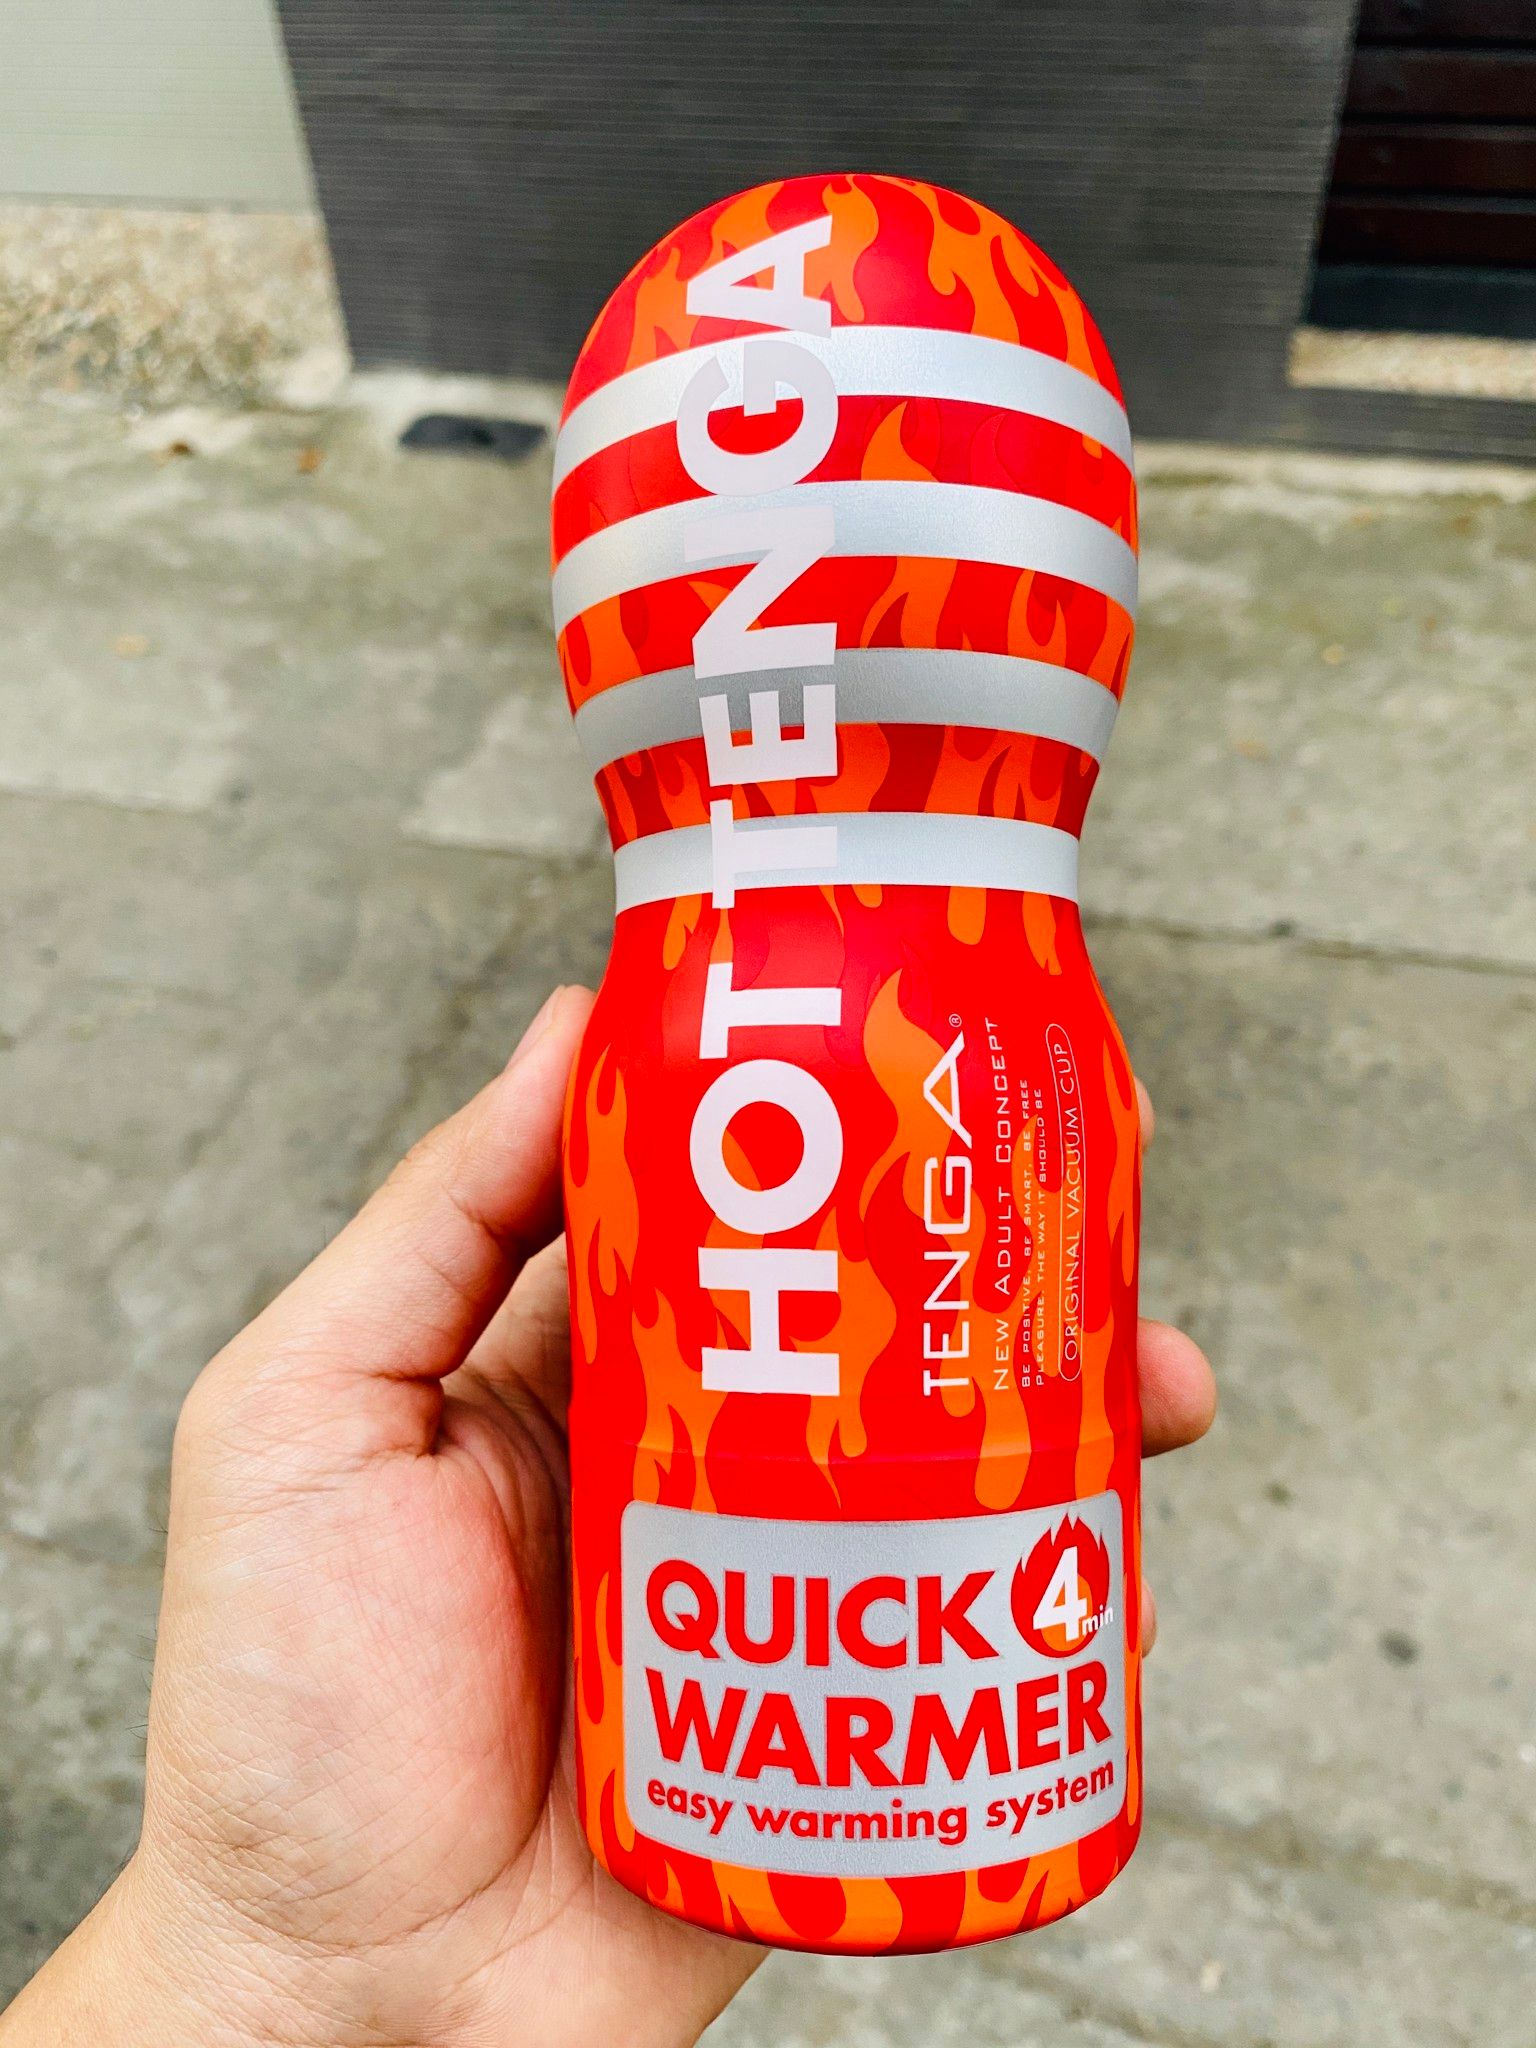 HOT TENGA
TENGA®
NEW ADULT CONCEPT
BE POSITIVE, BE SMART, BE FREE
PLEASURE, THE WAY IT SHOULD BE
ORIGINAL VACUUM CUP
QUICK 4min
WARMER
easy warming system